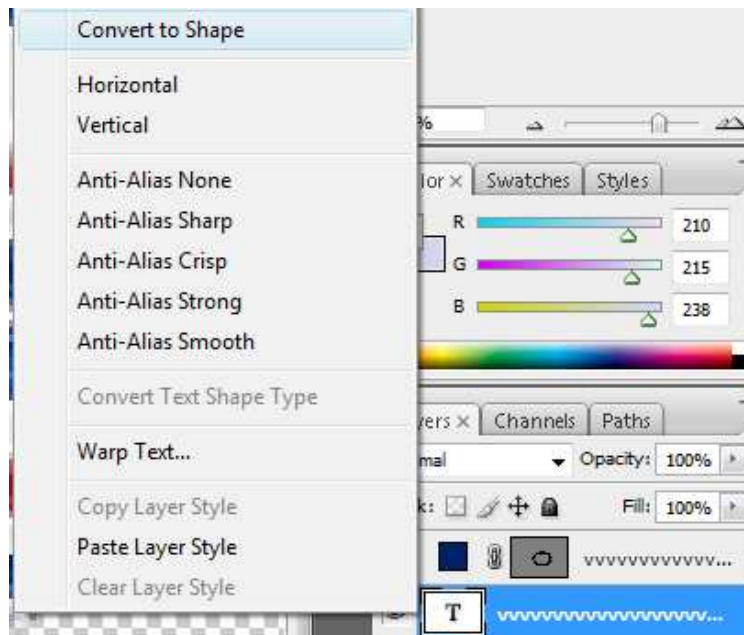 Convert to Shape
Horizontal
Vertical
Anti-Alias None
Anti-Alias Sharp
Anti-Alias Crisp
Anti-Alias Strong
Anti-Alias Smooth
Convert Text Shape Type
Warp Text...
Copy Layer Style
Paste Layer Style
Clear Layer Style
%
lor × Swatches Styles
R 210
G 215
B 238
yers × Channels Paths
mal Opacity: 100%
k: Fill: 100%
vvvvvvvvvvvv...
T